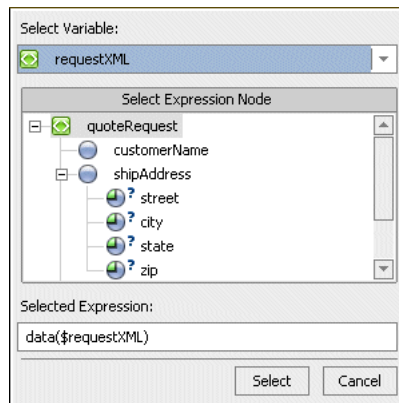 Select Variable:
requestXML
Select Expression Node
quoteRequest
customerName
shipAddress
? street
? city
? state
? zip
Selected Expression:
data($requestXML)
Select Cancel